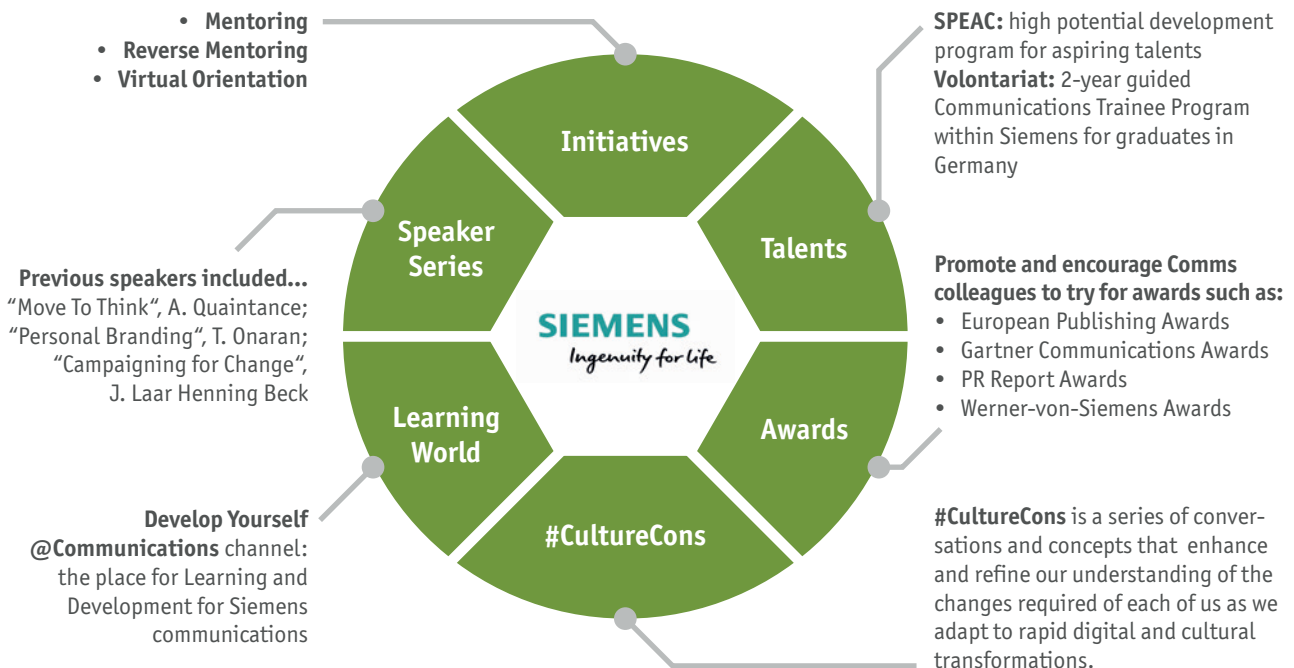 • Mentoring
• Reverse Mentoring
• Virtual Orientation
SPEAC: high potential development
program for aspiring talents
Volontariat: 2-year guided
Communications Trainee Program
within Siemens for graduates in
Germany
Initiatives
Speaker
Series
Talents
Previous speakers included...
“Move To Think“, A. Quaintance;
“Personal Branding“, T. Onaran;
“Campaigning for Change“,
J. Laar Henning Beck
SIEMENS
Ingenuity for life
Promote and encourage Comms
colleagues to try for awards such as:
• European Publishing Awards
• Gartner Communications Awards
• PR Report Awards
• Werner-von-Siemens Awards
Learning
World
Awards
#CultureCons
Develop Yourself
@Communications channel:
the place for Learning and
Development for Siemens
communications
#CultureCons is a series of conver-
sations and concepts that enhance
and refine our understanding of the
changes required of each of us as we
adapt to rapid digital and cultural
transformations.